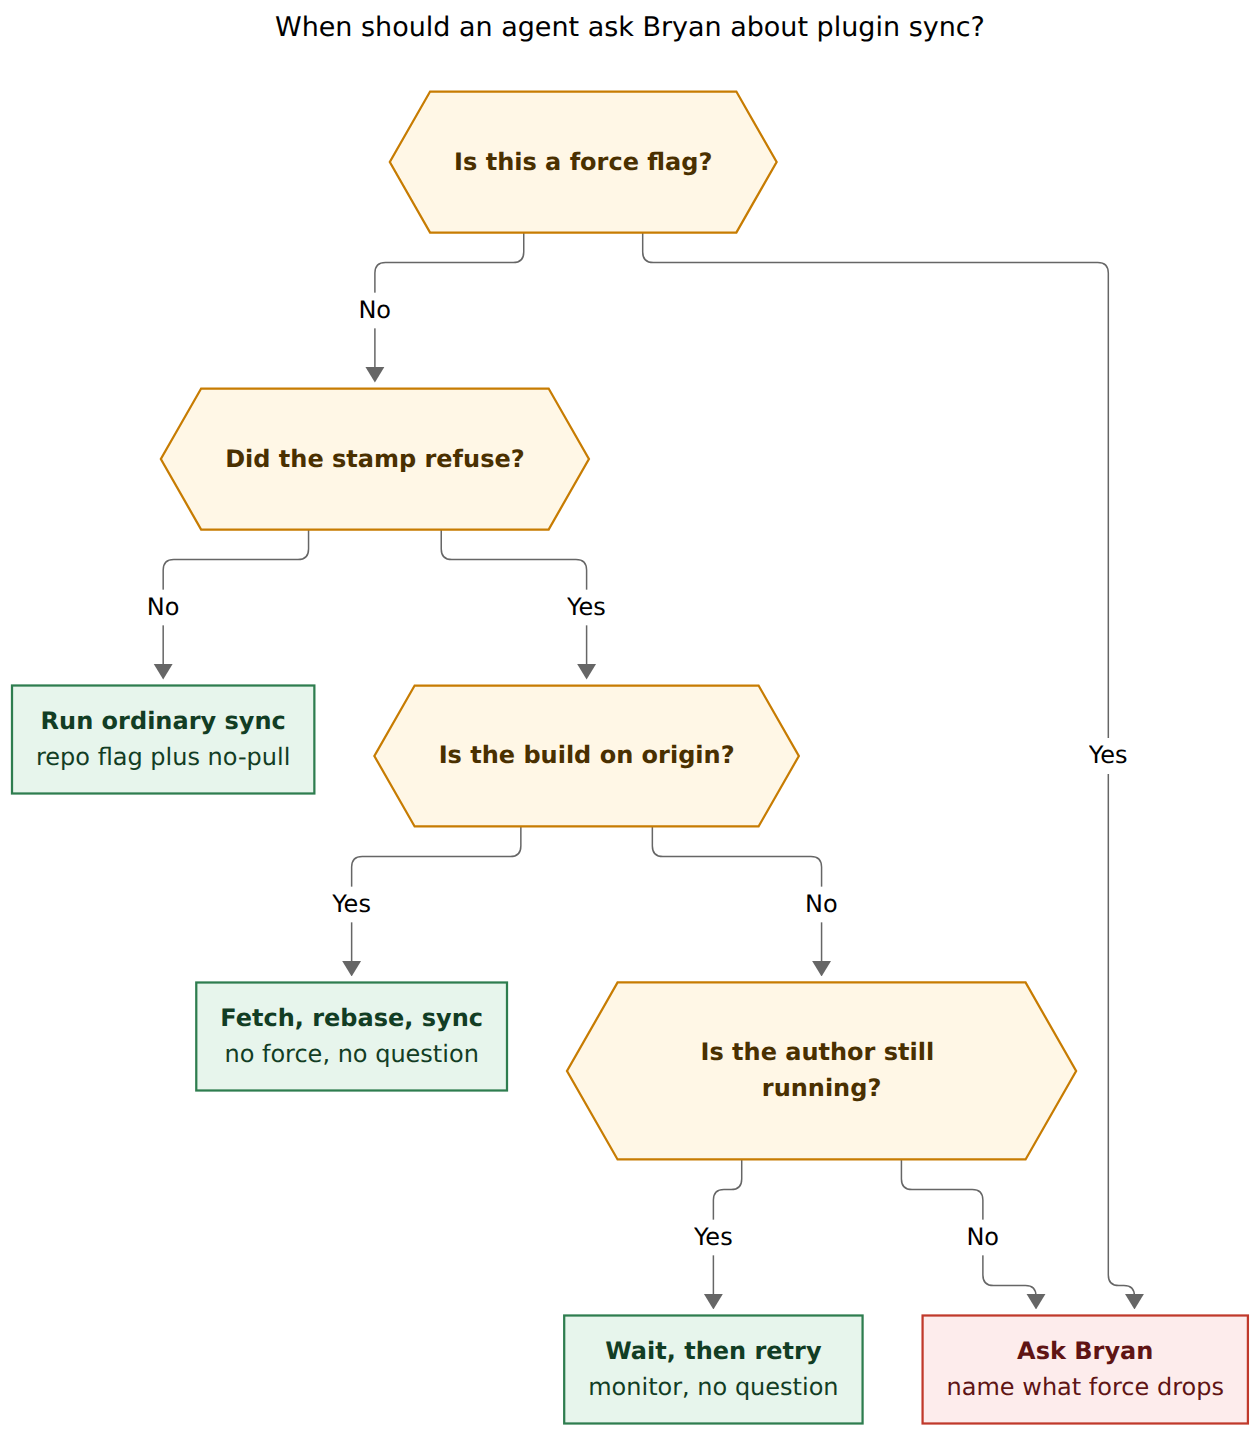 When should an agent ask Bryan about plugin sync?
Is this a force flag?
No
Did the stamp refuse?
No
Yes
Run ordinary sync
repo flag plus no-pull
Is the build on origin?
Yes
Yes
No
Fetch, rebase, sync
no force, no question
Is the author still
running?
Yes
No
Wait, then retry
monitor, no question
Ask Bryan
name what force drops